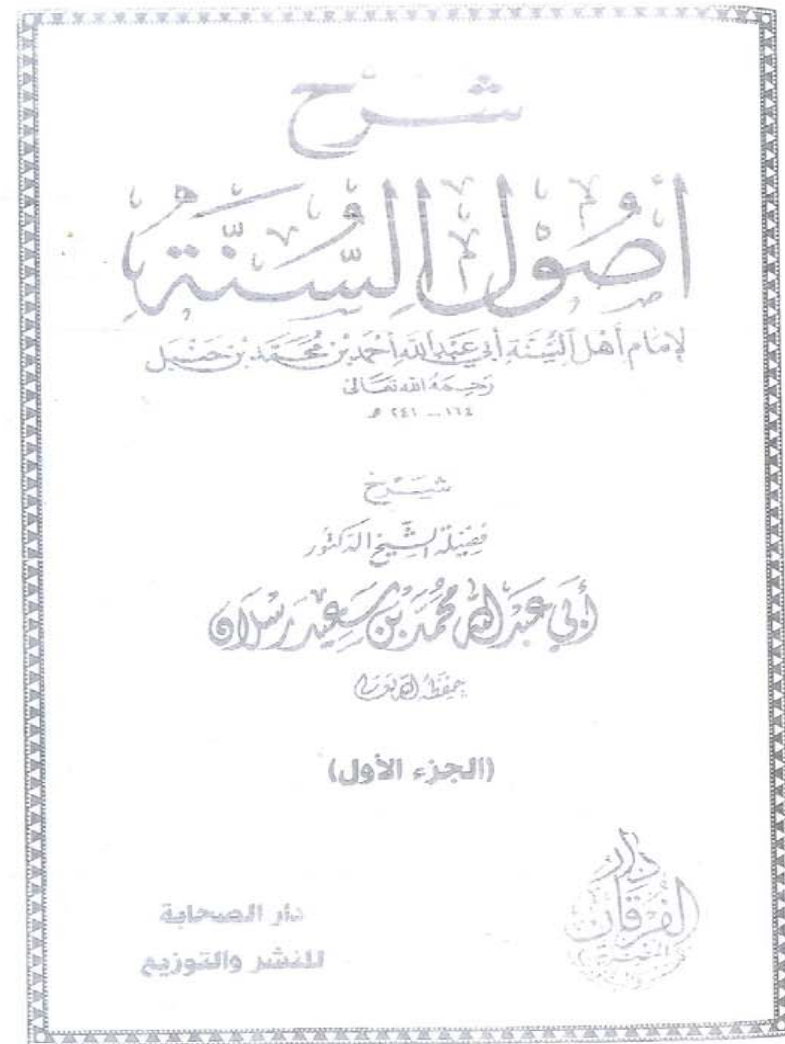 شرح
أصول السنة
لإمام أهل السنة أبي عبد الله أحمد بن محمد بن حنبل
رحمه الله تعالى
١٦٤ ــ ٢٤١ هـ
شرح
فضيلة الشيخ الدكتور
أبي عبد الله محمد بن سعيد رسلان
حفظه الله تعالى
(الجزء الأول)
دار
الفرقان
دار الصحابة
للنشر والتوزيع